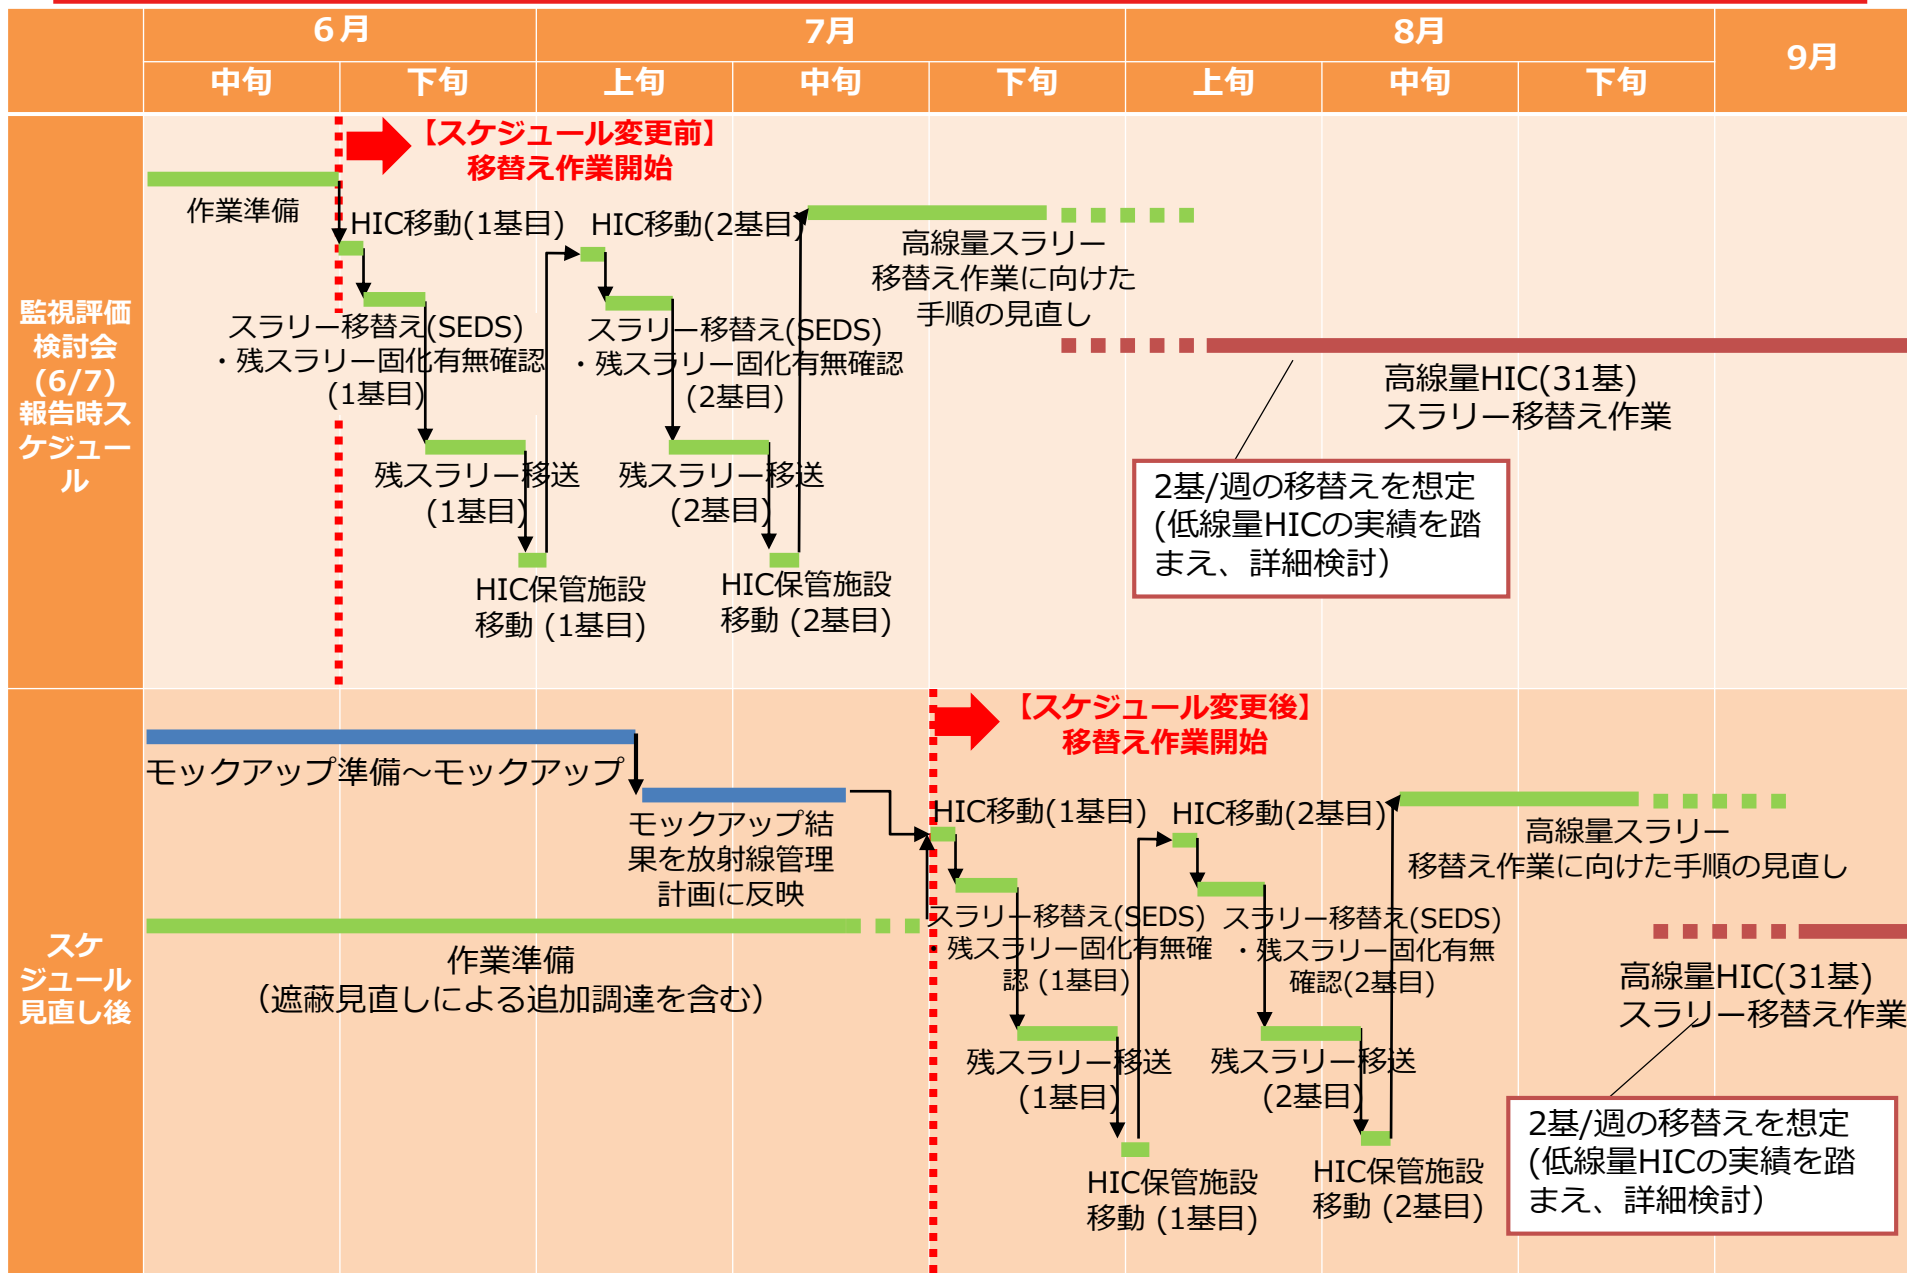 6月
7月
8月
9月
中旬
下旬
上旬
中旬
下旬
上旬
中旬
下旬
監視評価
検討会
(6/7)
報告時ス
ケジュー
ル
【スケジュール変更前】
移替え作業開始
作業準備
HIC移動(1基目)
スラリー移替え(SEDS)
・残スラリー固化有無確認
(1基目)
残スラリー移送
(1基目)
HIC保管施設
移動 (1基目)
HIC移動(2基目)
スラリー移替え(SEDS)
・残スラリー固化有無確認
(2基目)
残スラリー移送
(2基目)
HIC保管施設
移動 (2基目)
高線量スラリー
移替え作業に向けた
手順の見直し
高線量HIC(31基)
スラリー移替え作業
2基/週の移替えを想定
(低線量HICの実績を踏
まえ、詳細検討）
スケ
ジュール
見直し後
【スケジュール変更後】
移替え作業開始
モックアップ準備～モックアップ
モックアップ結
果を放射線管理
計画に反映
作業準備
（遮蔽見直しによる追加調達を含む）
HIC移動(1基目)
スラリー移替え(SEDS)
・残スラリー固化有無確
認 (1基目)
残スラリー移送
(1基目)
HIC保管施設
移動 (1基目)
HIC移動(2基目)
スラリー移替え(SEDS)
・残スラリー固化有無
確認(2基目)
残スラリー移送
(2基目)
HIC保管施設
移動 (2基目)
高線量スラリー
移替え作業に向けた手順の見直し
高線量HIC(31基)
スラリー移替え作業
2基/週の移替えを想定
(低線量HICの実績を踏
まえ、詳細検討）